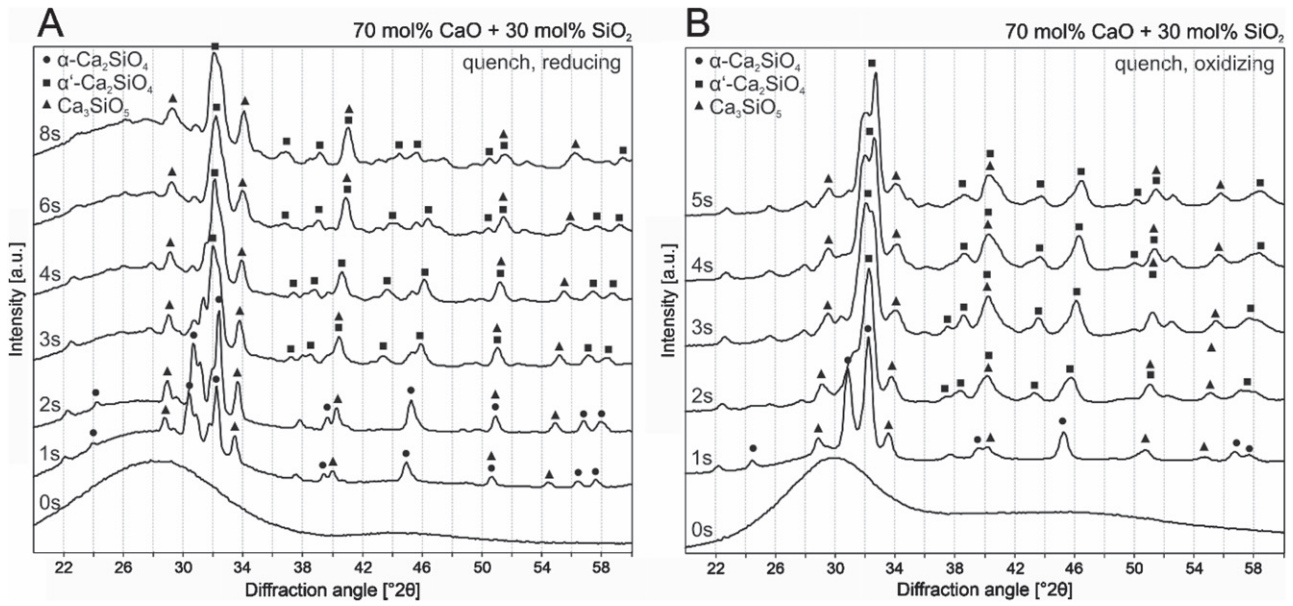 A
70 mol% CaO + 30 mol% SiO₂
quench, reducing
● α-Ca₂SiO₄
■ α'-Ca₂SiO₄
▲ Ca₃SiO₅
8s
6s
4s
3s
2s
1s
0s
Intensity [a.u.]
22 26 30 34 38 42 46 50 54 58
Diffraction angle [°2θ]
B
70 mol% CaO + 30 mol% SiO₂
quench, oxidizing
● α-Ca₂SiO₄
■ α'-Ca₂SiO₄
▲ Ca₃SiO₅
5s
4s
3s
2s
1s
0s
Intensity [a.u.]
22 26 30 34 38 42 46 50 54 58
Diffraction angle [°2θ]